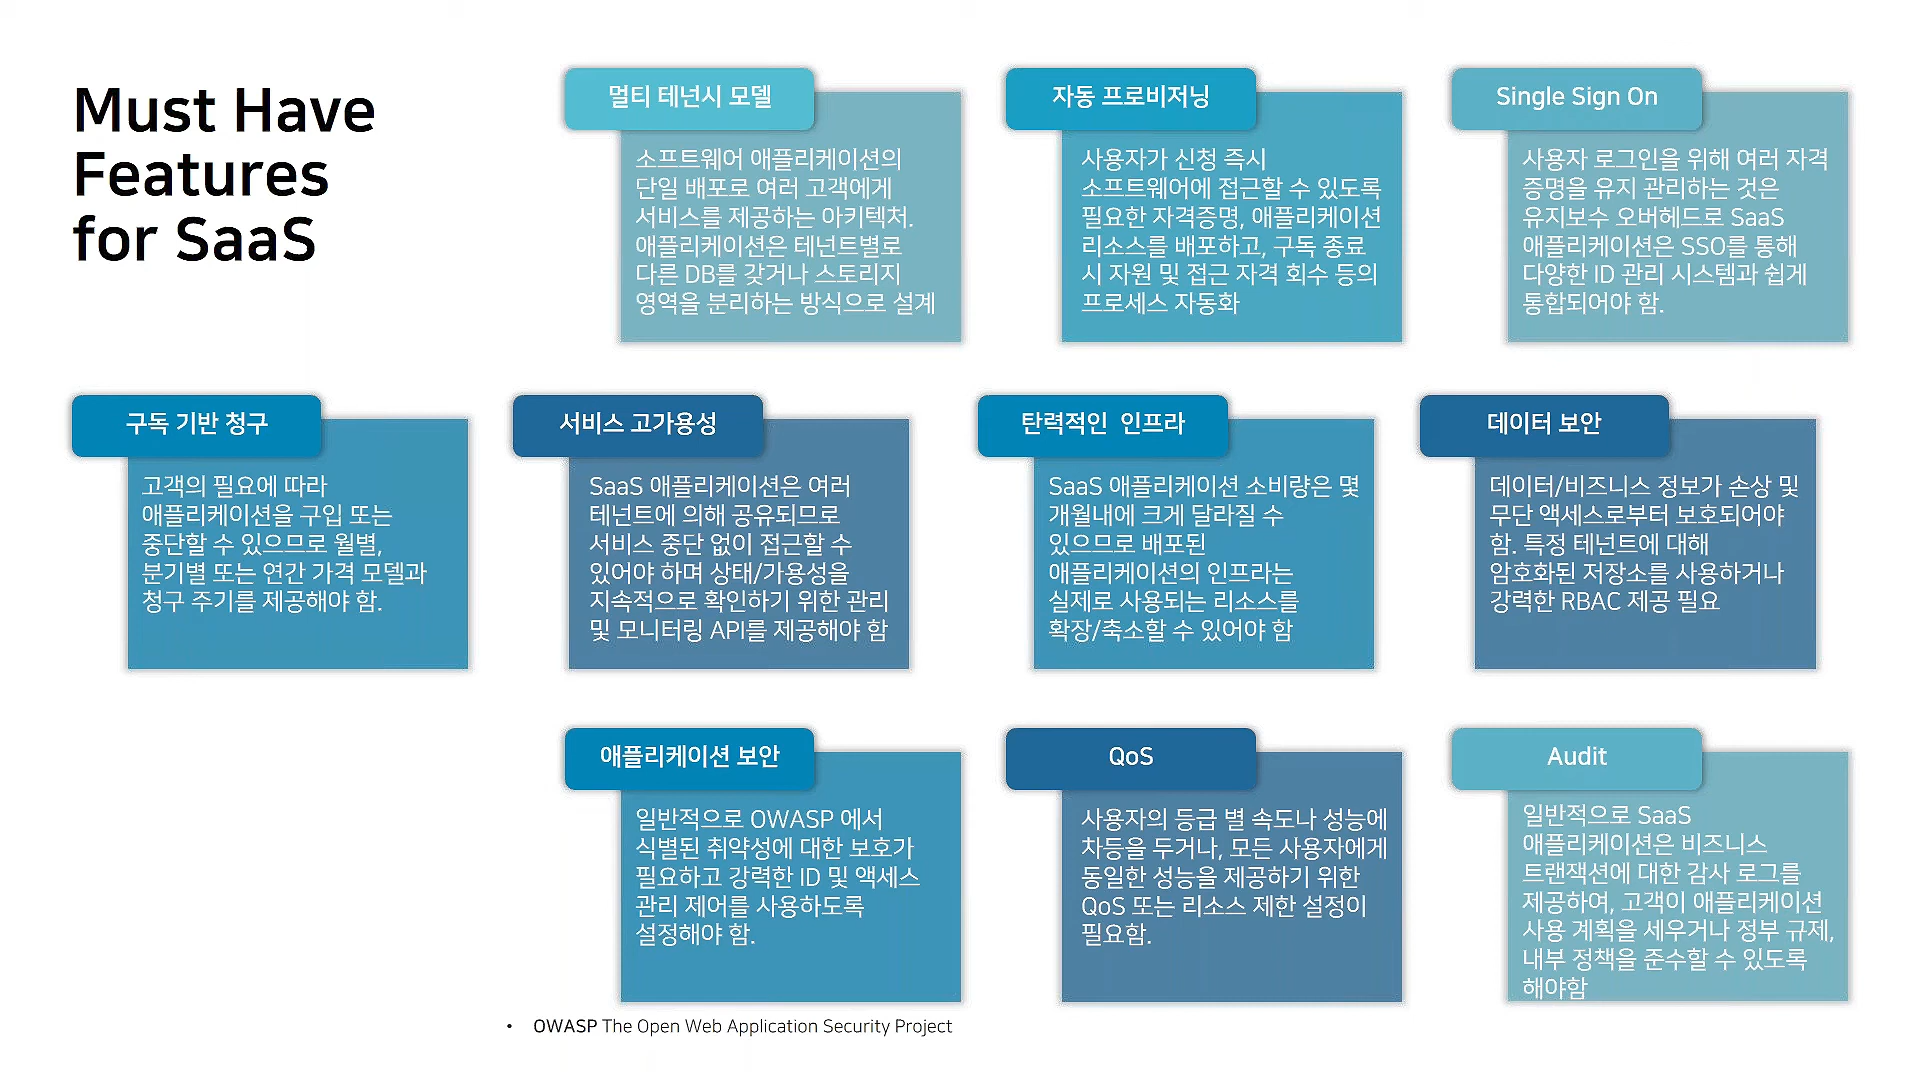 Must Have
Features
for SaaS
멀티 테넌시 모델
소프트웨어 애플리케이션의
단일 배포로 여러 고객에게
서비스를 제공하는 아키텍처.
애플리케이션은 테넌트별로
다른 DB를 갖거나 스토리지
영역을 분리하는 방식으로 설계
자동 프로비저닝
사용자가 신청 즉시
소프트웨어에 접근할 수 있도록
필요한 자격증명, 애플리케이션
리소스를 배포하고, 구독 종료
시 자원 및 접근 자격 회수 등의
프로세스 자동화
Single Sign On
사용자 로그인을 위해 여러 자격
증명을 유지 관리하는 것은
유지보수 오버헤드로 SaaS
애플리케이션은 SSO를 통해
다양한 ID 관리 시스템과 쉽게
통합되어야 함.
구독 기반 청구
고객의 필요에 따라
애플리케이션을 구입 또는
중단할 수 있으므로 월별,
분기별 또는 연간 가격 모델과
청구 주기를 제공해야 함.
서비스 고가용성
SaaS 애플리케이션은 여러
테넌트에 의해 공유되므로
서비스 중단 없이 접근할 수
있어야 하며 상태/가용성을
지속적으로 확인하기 위한 관리
및 모니터링 API를 제공해야 함
탄력적인 인프라
SaaS 애플리케이션 소비량은 몇
개월내에 크게 달라질 수
있으므로 배포된
애플리케이션의 인프라는
실제로 사용되는 리소스를
확장/축소할 수 있어야 함
데이터 보안
데이터/비즈니스 정보가 손상 및
무단 액세스로부터 보호되어야
함. 특정 테넌트에 대해
암호화된 저장소를 사용하거나
강력한 RBAC 제공 필요
애플리케이션 보안
일반적으로 OWASP 에서
식별된 취약성에 대한 보호가
필요하고 강력한 ID 및 액세스
관리 제어를 사용하도록
설정해야 함.
QoS
사용자의 등급 별 속도나 성능에
차등을 두거나, 모든 사용자에게
동일한 성능을 제공하기 위한
QoS 또는 리소스 제한 설정이
필요함.
Audit
일반적으로 SaaS
애플리케이션은 비즈니스
트랜잭션에 대한 감사 로그를
제공하여, 고객이 애플리케이션
사용 계획을 세우거나 정부 규제,
내부 정책을 준수할 수 있도록
해야함
• OWASP The Open Web Application Security Project